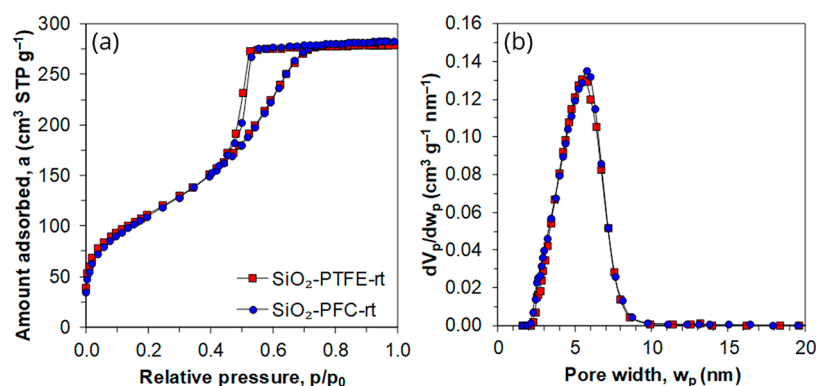 (a)
Amount adsorbed, a (cm³ STP g⁻¹)
300
250
200
150
100
50
0
0.0 0.2 0.4 0.6 0.8 1.0
Relative pressure, p/p₀
SiO₂-PTFE-rt
SiO₂-PFC-rt
(b)
dVₚ/dwₚ (cm³ g⁻¹ nm⁻¹)
0.16
0.14
0.12
0.10
0.08
0.06
0.04
0.02
0.00
0 5 10 15 20
Pore width, wₚ (nm)